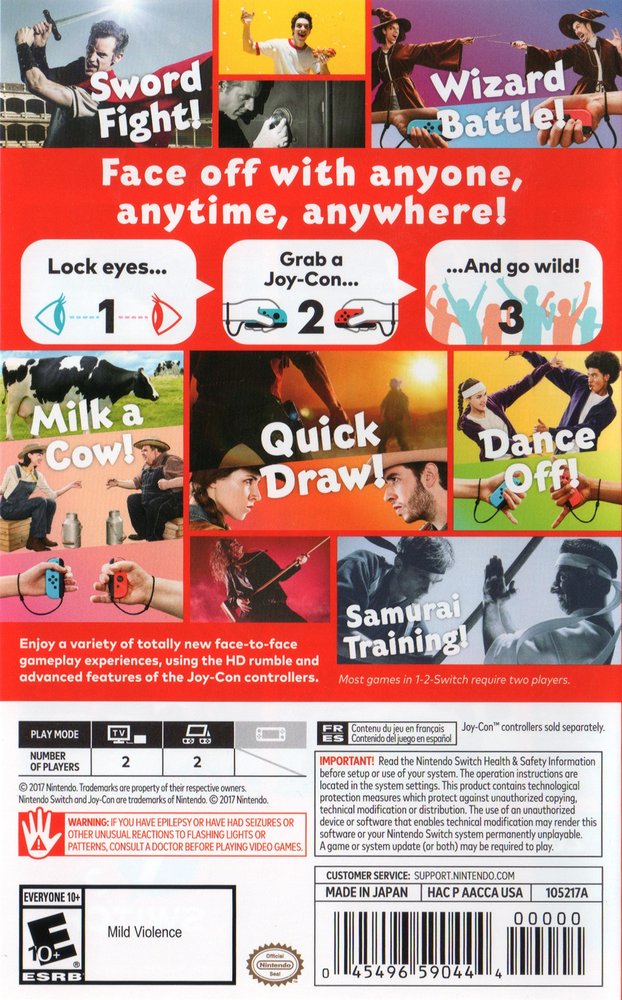 Sword
Fight!
Wizard
Battle!
Face off with anyone,
anytime, anywhere!
Lock eyes...
1
Grab a
Joy-Con...
2
...And go wild!
3
Milk a
Cow!
Quick
Draw!
Dance
Off!
Samurai
Training!
Enjoy a variety of totally new face-to-face
gameplay experiences, using the HD rumble and
advanced features of the Joy-Con controllers.
Most games in 1-2-Switch require two players.
PLAY MODE
TV
NUMBER
OF PLAYERS
2
2
© 2017 Nintendo. Trademarks are property of their respective owners.
Nintendo Switch and Joy-Con are trademarks of Nintendo. © 2017 Nintendo.
WARNING: IF YOU HAVE EPILEPSY OR HAVE HAD SEIZURES OR
OTHER UNUSUAL REACTIONS TO FLASHING LIGHTS OR
PATTERNS, CONSULT A DOCTOR BEFORE PLAYING VIDEO GAMES.
EVERYONE 10+
E
10+
ESRB
Mild Violence
Official
Nintendo
Seal
FR Contenu du jeu en français
ES Contenido del juego en español
Joy-Con™ controllers sold separately.
IMPORTANT! Read the Nintendo Switch Health & Safety Information
before setup or use of your system. The operation instructions are
located in the system settings. This product contains technological
protection measures which protect against unauthorized copying,
technical modification or distribution. The use of an unauthorized
device or software that enables technical modification may render this
software or your Nintendo Switch system permanently unplayable.
A game or system update (or both) may be required to play.
CUSTOMER SERVICE: SUPPORT.NINTENDO.COM
MADE IN JAPAN
HAC P AACCA USA
105217A
00000
0 45496 59044 4